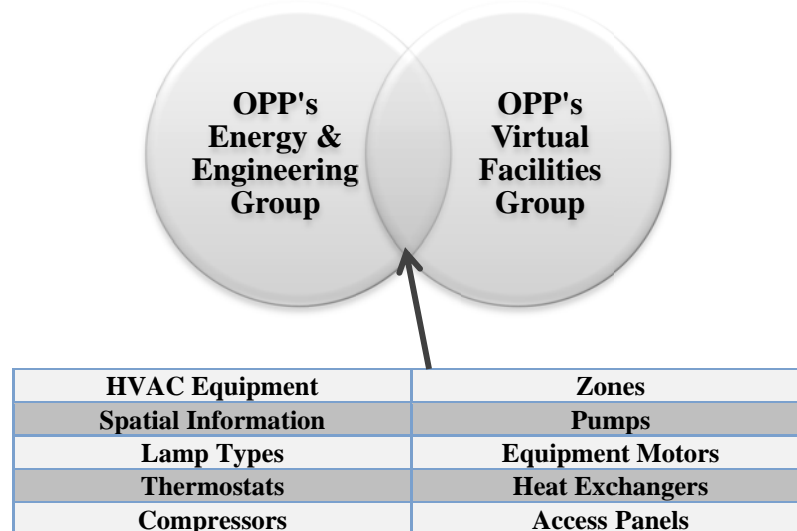 OPP's
Energy &
Engineering
Group
OPP's
Virtual
Facilities
Group
HVAC Equipment Zones
Spatial Information Pumps
Lamp Types Equipment Motors
Thermostats Heat Exchangers
Compressors Access Panels